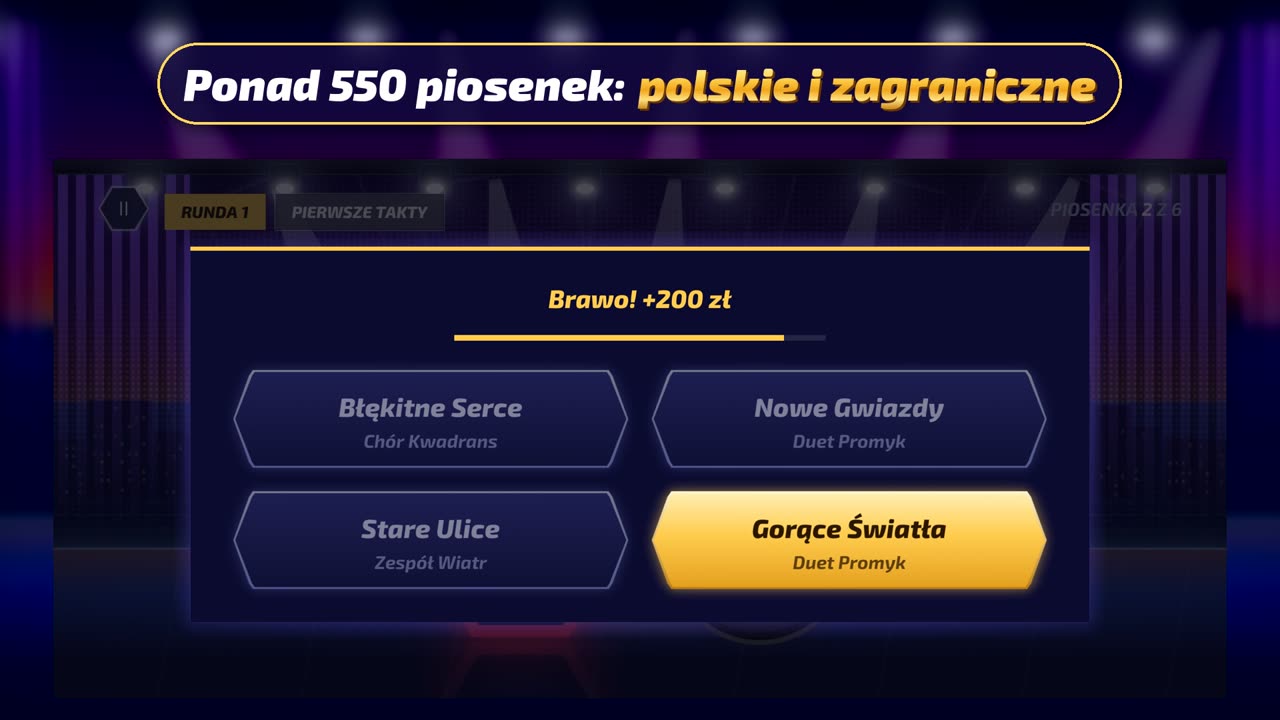 Ponad 550 piosenek: polskie i zagraniczne
RUNDA 1
PIERWSZE TAKTY
PIOSENKA 2 Z 6
Brawo! +200 zł
Błękitne Serce
Chór Kwadrans
Nowe Gwiazdy
Duet Promyk
Stare Ulice
Zespół Wiatr
Gorące Światła
Duet Promyk